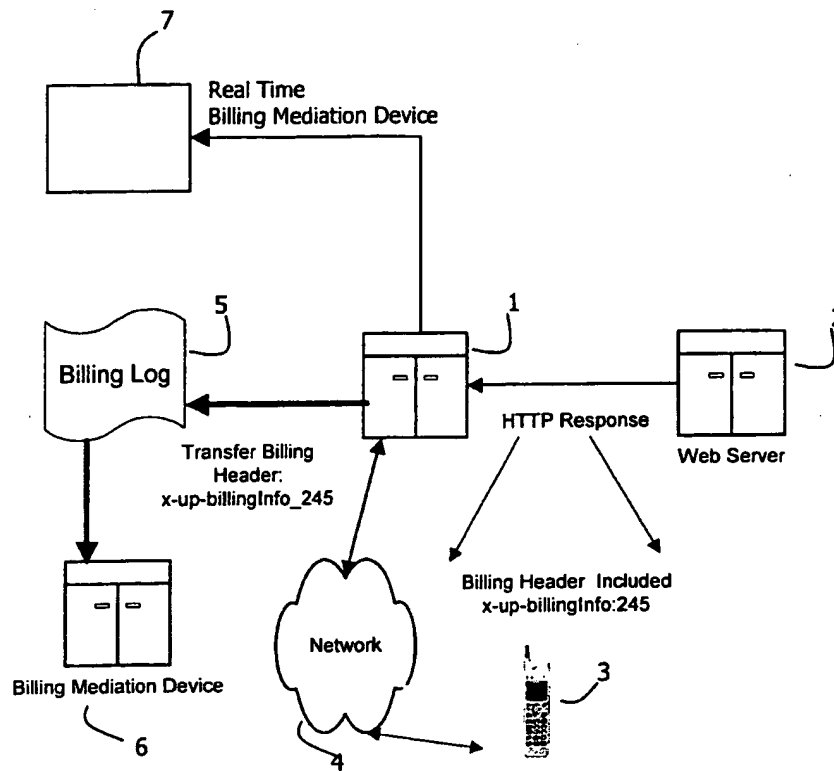 7
Real Time
Billing Mediation Device
5
1
Billing Log
HTTP Response
Web Server
Transfer Billing
Header:
x-up-billingInfo_245
Billing Header Included
x-up-billingInfo:245
Network
3
Billing Mediation Device
6
4